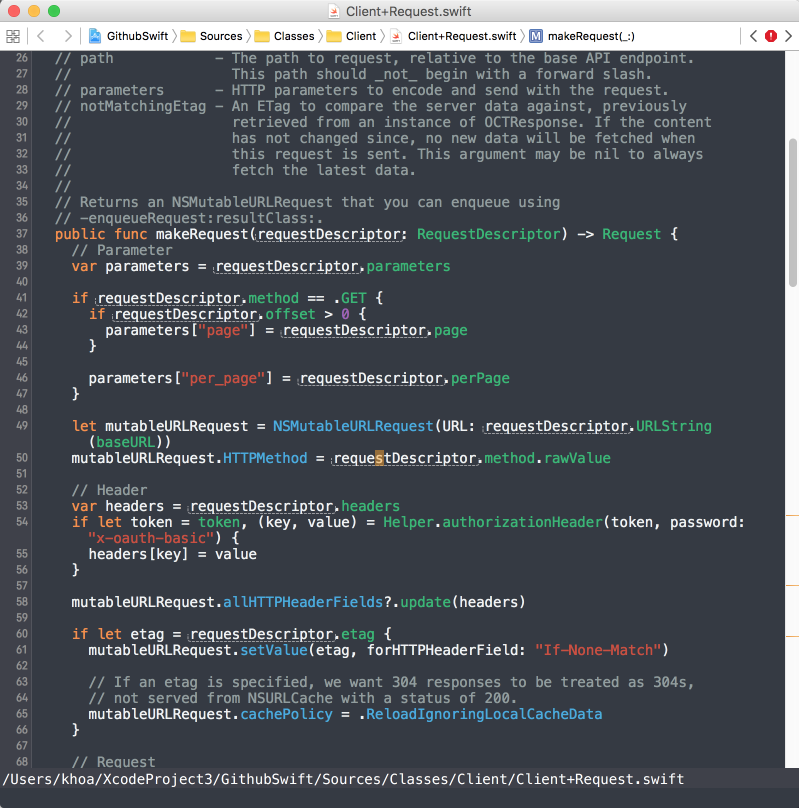 Client+Request.swift
GithubSwift Sources Classes Client Client+Request.swift M makeRequest(_:)
26 // path – The path to request, relative to the base API endpoint.
27 // This path should _not_ begin with a forward slash.
28 // parameters – HTTP parameters to encode and send with the request.
29 // notMatchingEtag – An ETag to compare the server data against, previously
30 // retrieved from an instance of OCTResponse. If the content
31 // has not changed since, no new data will be fetched when
32 // this request is sent. This argument may be nil to always
33 // fetch the latest data.
34 //
35 // Returns an NSMutableURLRequest that you can enqueue using
36 // -enqueueRequest:resultClass:.
37 public func makeRequest(requestDescriptor: RequestDescriptor) -> Request {
38 // Parameter
39 var parameters = requestDescriptor.parameters
40
41 if requestDescriptor.method == .GET {
42 if requestDescriptor.offset > 0 {
43 parameters["page"] = requestDescriptor.page
44 }
45
46 parameters["per_page"] = requestDescriptor.perPage
47 }
48
49 let mutableURLRequest = NSMutableURLRequest(URL: requestDescriptor.URLString
(baseURL))
50 mutableURLRequest.HTTPMethod = requestDescriptor.method.rawValue
51
52 // Header
53 var headers = requestDescriptor.headers
54 if let token = token, (key, value) = Helper.authorizationHeader(token, password:
"x-oauth-basic") {
55 headers[key] = value
56 }
57
58 mutableURLRequest.allHTTPHeaderFields?.update(headers)
59
60 if let etag = requestDescriptor.etag {
61 mutableURLRequest.setValue(etag, forHTTPHeaderField: "If-None-Match")
62
63 // If an etag is specified, we want 304 responses to be treated as 304s,
64 // not served from NSURLCache with a status of 200.
65 mutableURLRequest.cachePolicy = .ReloadIgnoringLocalCacheData
66 }
67
68 // Request
/Users/khoa/XcodeProject3/GithubSwift/Sources/Classes/Client/Client+Request.swift